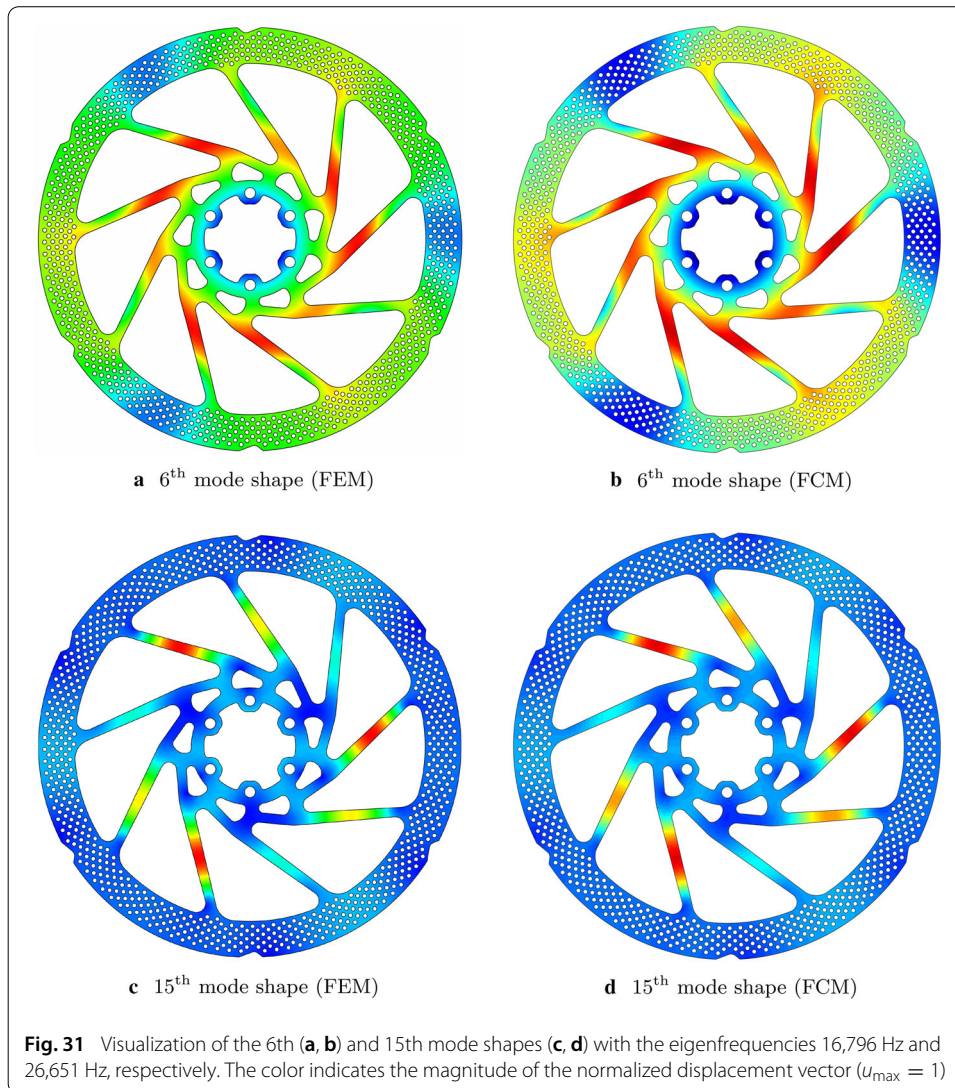 a 6th mode shape (FEM)
b 6th mode shape (FCM)
c 15th mode shape (FEM)
d 15th mode shape (FCM)
Fig. 31 Visualization of the 6th (a, b) and 15th mode shapes (c, d) with the eigenfrequencies 16,796 Hz and
26,651 Hz, respectively. The color indicates the magnitude of the normalized displacement vector (umax = 1)